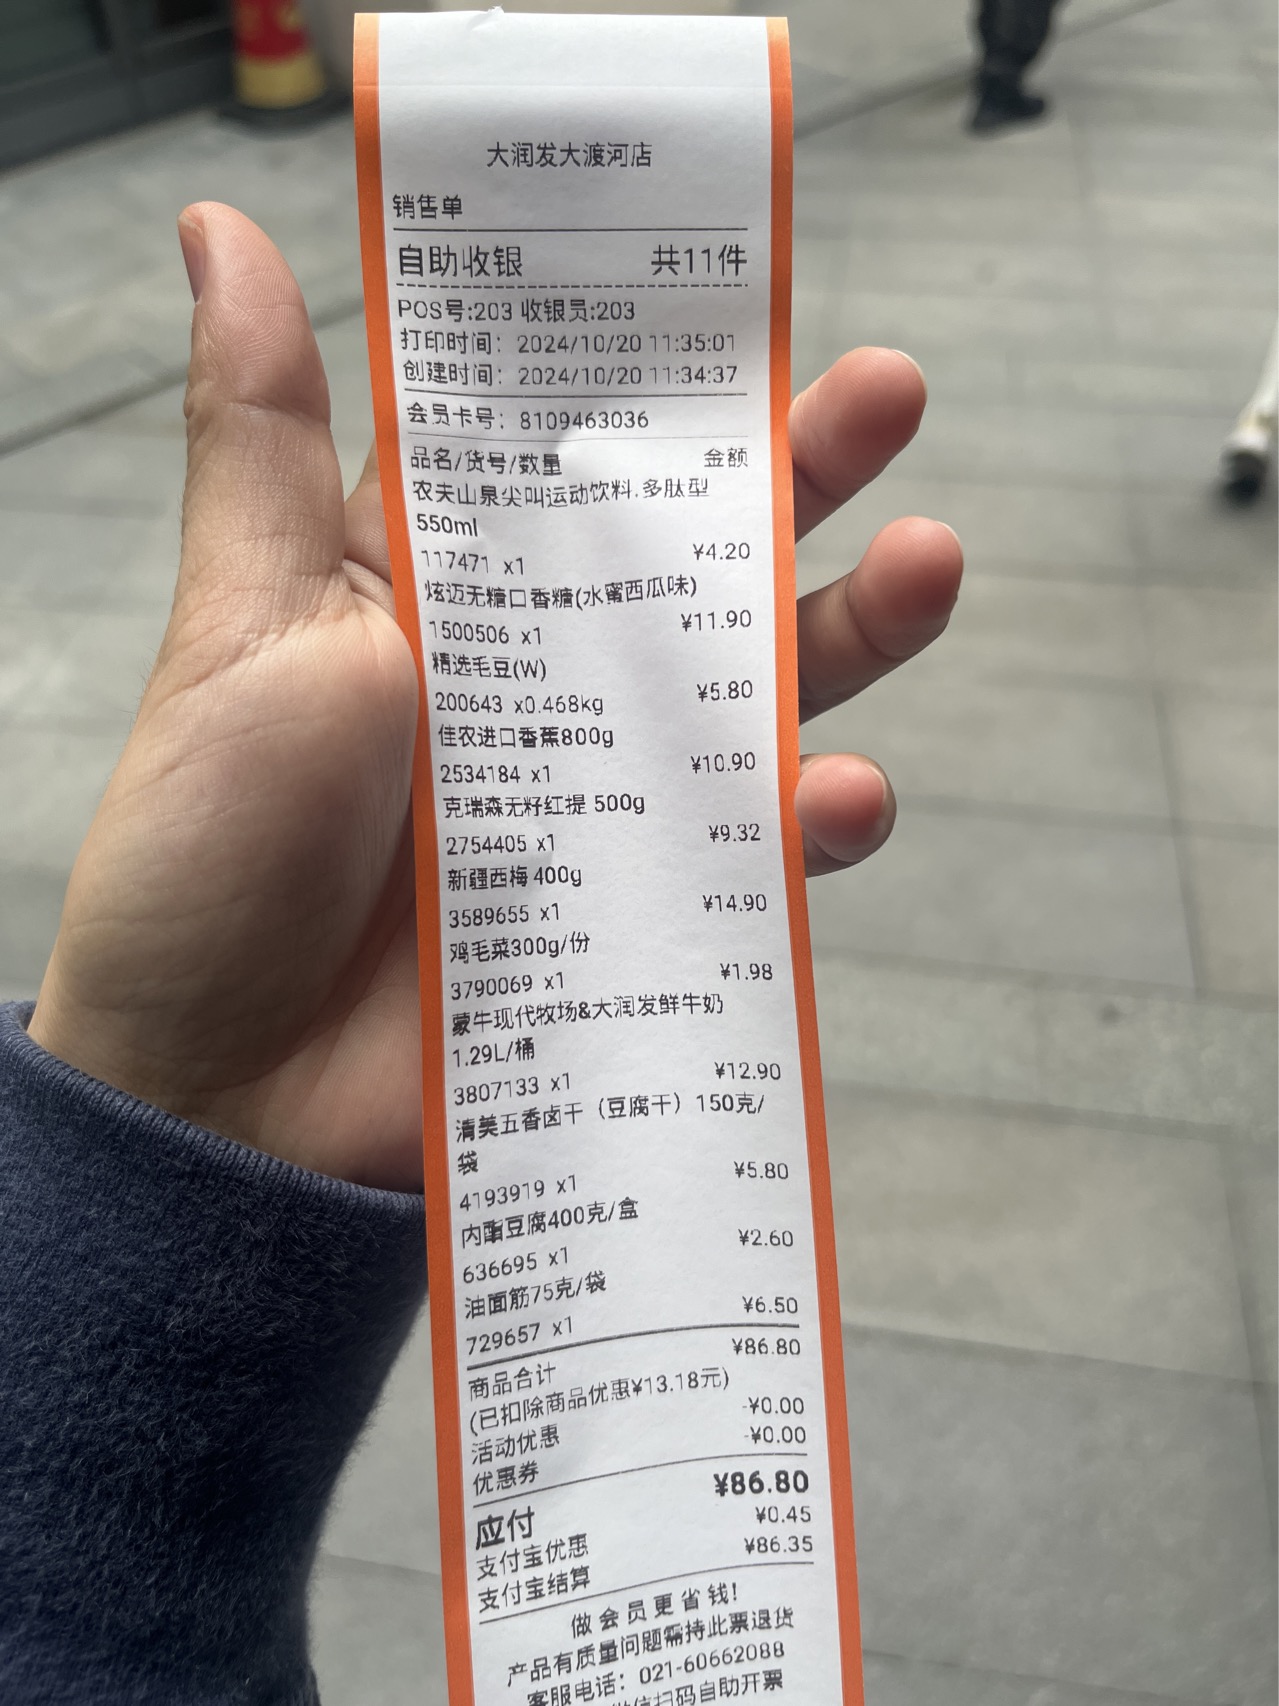 大润发大渡河店
销售单
自助收银 共11件
POS号:203 收银员:203
打印时间: 2024/10/20 11:35:01
创建时间: 2024/10/20 11:34:37
会员卡号: 8109463036
品名/货号/数量 金额
农夫山泉尖叫运动饮料.多肽型
550ml
117471 x1 ¥4.20
炫迈无糖口香糖(水蜜西瓜味)
1500506 x1 ¥11.90
精选毛豆(W)
200643 x0.468kg ¥5.80
佳农进口香蕉800g
2534184 x1 ¥10.90
克瑞森无籽红提 500g
2754405 x1 ¥9.32
新疆西梅 400g
3589655 x1 ¥14.90
鸡毛菜300g/份
3790069 x1 ¥1.98
蒙牛现代牧场&大润发鲜牛奶
1.29L/桶
3807133 x1 ¥12.90
清美五香卤干（豆腐干）150克/
袋
4193919 x1 ¥5.80
内酯豆腐400克/盒
636695 x1 ¥2.60
油面筋75克/袋
729657 x1 ¥6.50
商品合计 ¥86.80
(已扣除商品优惠¥13.18元)
活动优惠 -¥0.00
优惠券 -¥0.00
应付 ¥86.80
支付宝优惠 ¥0.45
支付宝结算 ¥86.35
做会员更省钱!
产品有质量问题需持此票退货
客服电话: 021-60662088
微信扫码自助开票